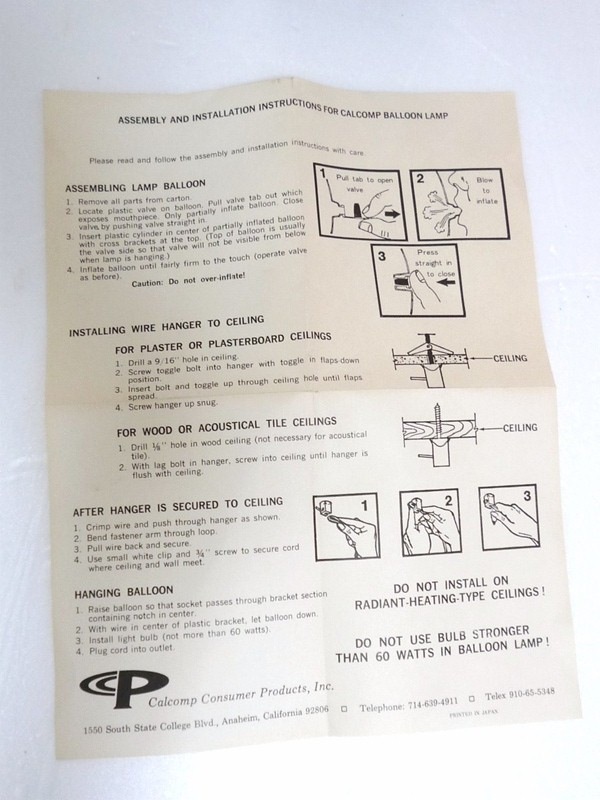 ASSEMBLY AND INSTALLATION INSTRUCTIONS FOR CALCOMP BALLOON LAMP
Please read and follow the assembly and installation instructions with care.
ASSEMBLING LAMP BALLOON
1. Remove all parts from carton.
2. Locate plastic valve on balloon. Pull valve tab out which
exposes mouthpiece. Only partially inflate balloon. Close
valve, by pushing valve straight in.
3. Insert plastic cylinder in center of partially inflated balloon
with cross brackets at the top. (Top of balloon is usually
the valve side so that valve will not be visible from below
when lamp is hanging.)
4. Inflate balloon until fairly firm to the touch (operate valve
as before).
Caution: Do not over-inflate!
1 Pull tab to open
valve
2 Blow
to
inflate
3 Press
straight in
to close
INSTALLING WIRE HANGER TO CEILING
FOR PLASTER OR PLASTERBOARD CEILINGS
1. Drill a 9/16" hole in ceiling.
2. Screw toggle bolt into hanger with toggle in flaps-down
position.
3. Insert bolt and toggle up through ceiling hole until flaps
spread.
4. Screw hanger up snug.
CEILING
FOR WOOD OR ACOUSTICAL TILE CEILINGS
1. Drill ⅛" hole in wood ceiling (not necessary for acoustical
tile).
2. With lag bolt in hanger, screw into ceiling until hanger is
flush with ceiling.
CEILING
AFTER HANGER IS SECURED TO CEILING
1. Crimp wire and push through hanger as shown.
2. Bend fastener arm through loop.
3. Pull wire back and secure.
4. Use small white clip and ¾" screw to secure cord
where ceiling and wall meet.
1
2
3
HANGING BALLOON
1. Raise balloon so that socket passes through bracket section
containing notch in center.
2. With wire in center of plastic bracket, let balloon down.
3. Install light bulb (not more than 60 watts).
4. Plug cord into outlet.
DO NOT INSTALL ON
RADIANT-HEATING-TYPE CEILINGS!
DO NOT USE BULB STRONGER
THAN 60 WATTS IN BALLOON LAMP!
CCP Calcomp Consumer Products, Inc.
1550 South State College Blvd., Anaheim, California 92806 □ Telephone: 714-639-4911 □ Telex 910-65-5348
PRINTED IN JAPAN